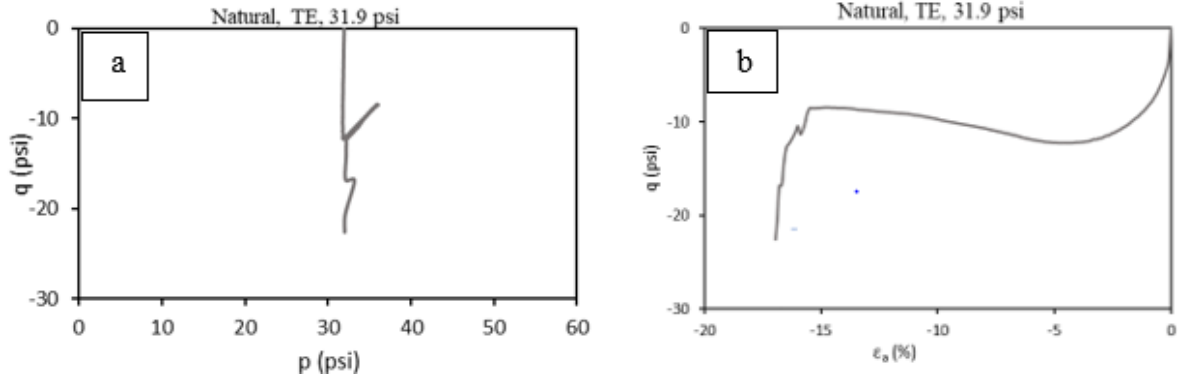 Natural, TE, 31.9 psi
a
0
-10
-20
-30
q (psi)
0 10 20 30 40 50 60
p (psi)
Natural, TE, 31.9 psi
b
0
-10
-20
-30
q (psi)
-20 -15 -10 -5 0
εa (%)